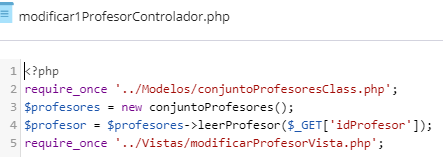 modificar1ProfesorControlador.php
1 <?php
2 require_once '../Modelos/conjuntoProfesoresClass.php';
3 $profesores = new conjuntoProfesores();
4 $profesor = $profesores->leerProfesor($_GET['idProfesor']);
5 require_once '../Vistas/modificarProfesorVista.php';